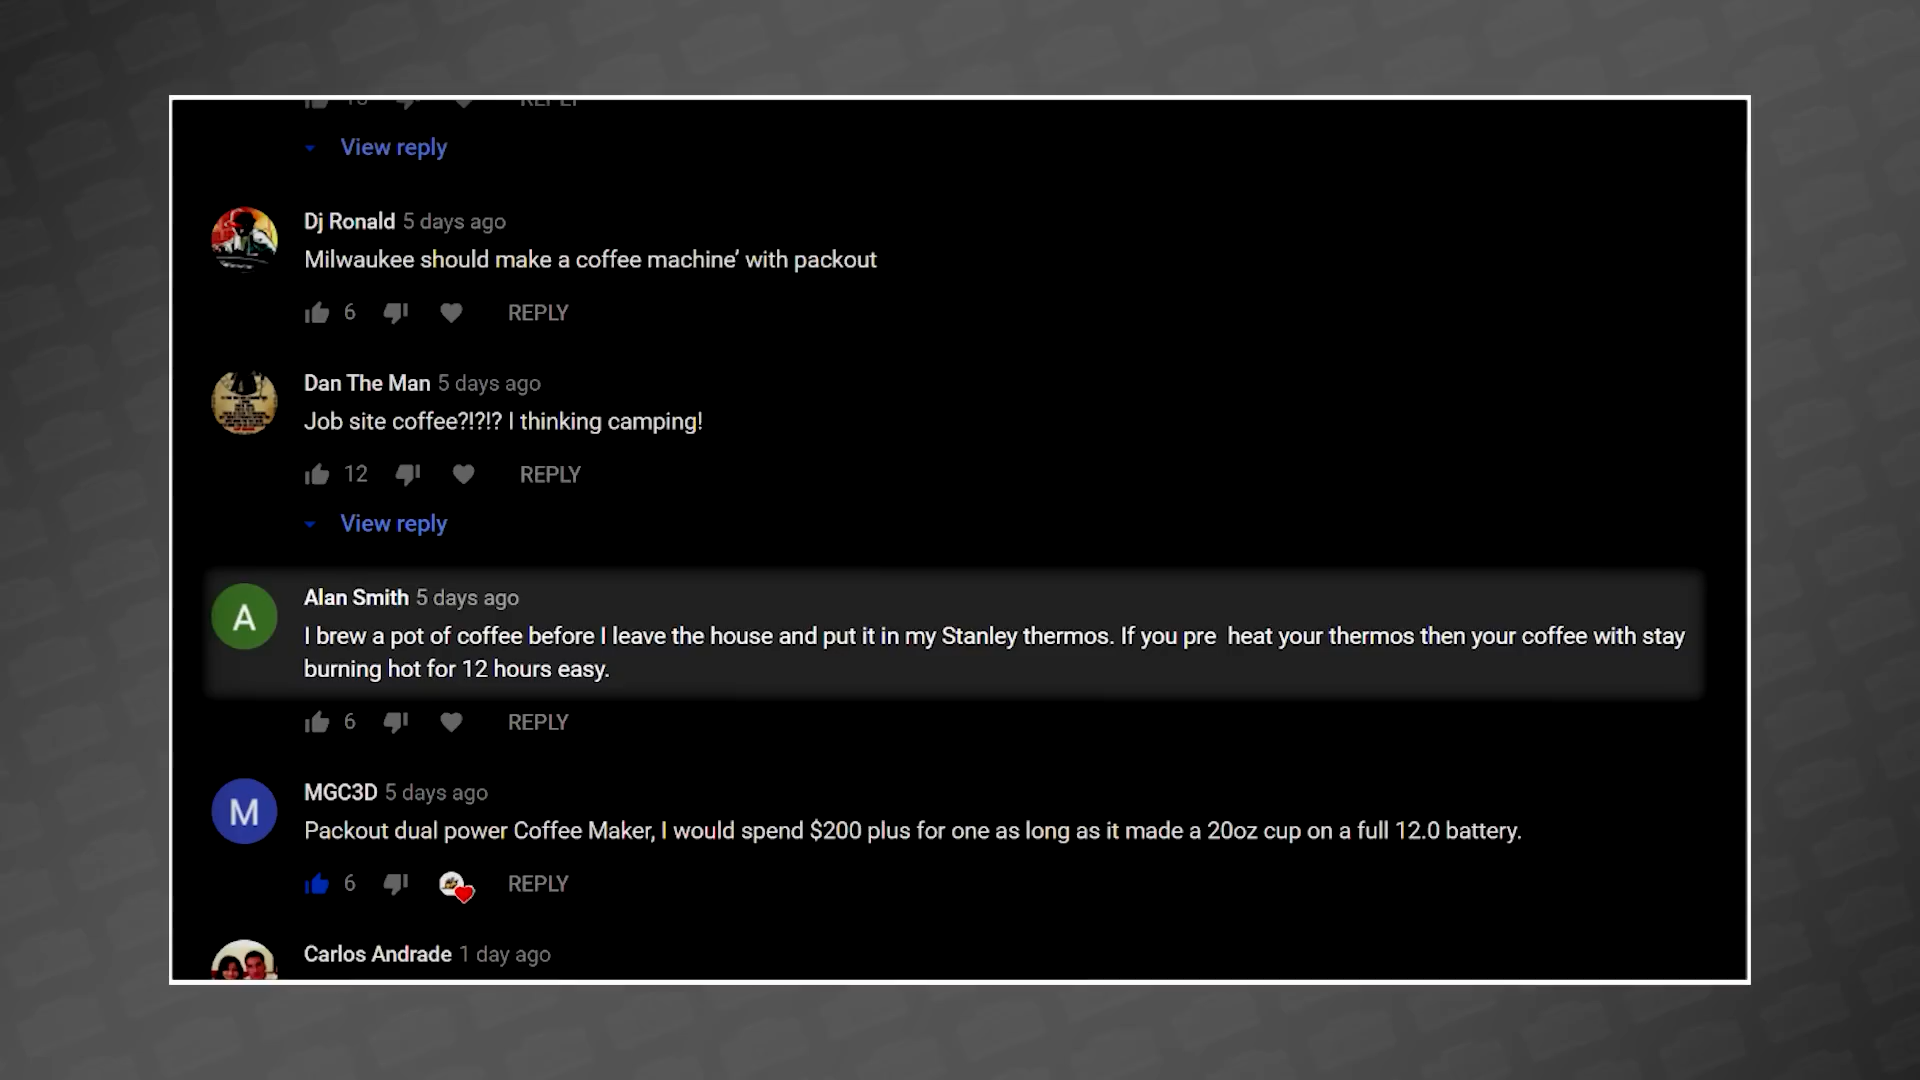 View reply
Dj Ronald 5 days ago
Milwaukee should make a coffee machine' with packout
6 REPLY
Dan The Man 5 days ago
Job site coffee?!?!? I thinking camping!
12 REPLY
View reply
A
Alan Smith 5 days ago
I brew a pot of coffee before I leave the house and put it in my Stanley thermos. If you pre  heat your thermos then your coffee with stay
burning hot for 12 hours easy.
6 REPLY
M
MGC3D 5 days ago
Packout dual power Coffee Maker, I would spend $200 plus for one as long as it made a 20oz cup on a full 12.0 battery.
6 REPLY
Carlos Andrade 1 day ago